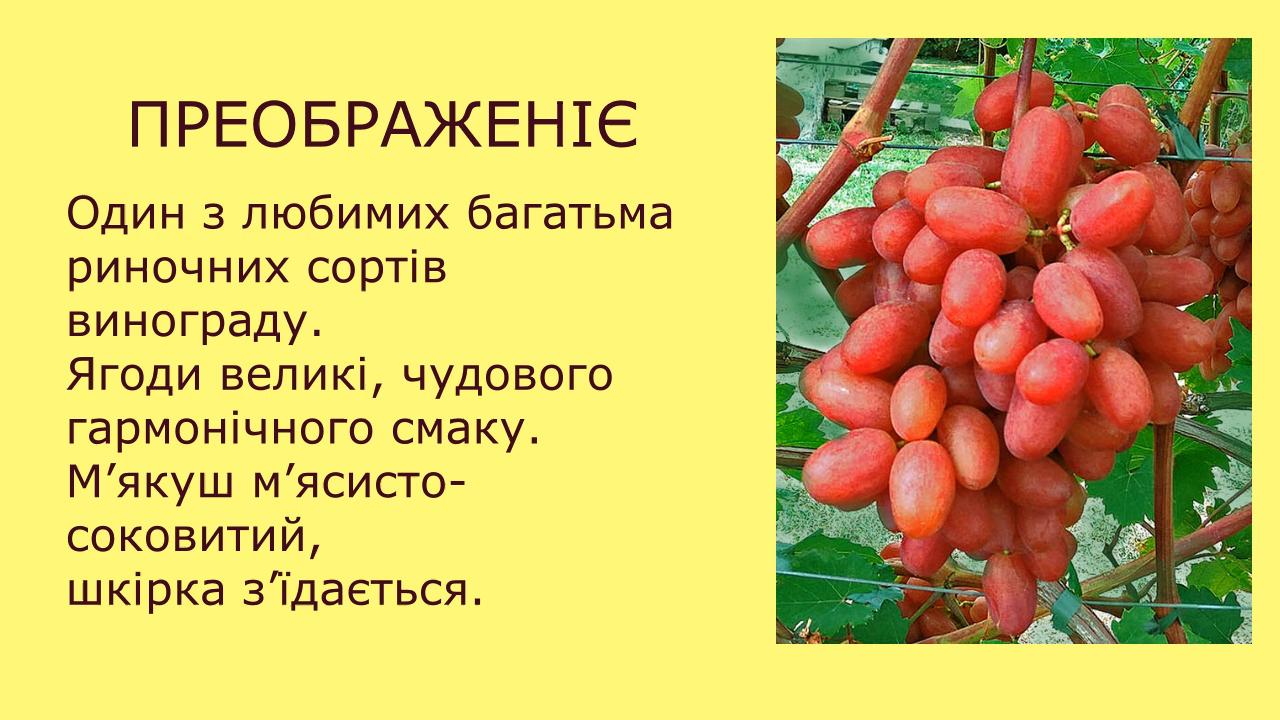 ПРЕОБРАЖЕНІЄ
Один з любимих багатьма
риночних сортів
винограду.
Ягоди великі, чудового
гармонічного смаку.
М’якуш м’ясисто-
соковитий,
шкірка з’їдається.